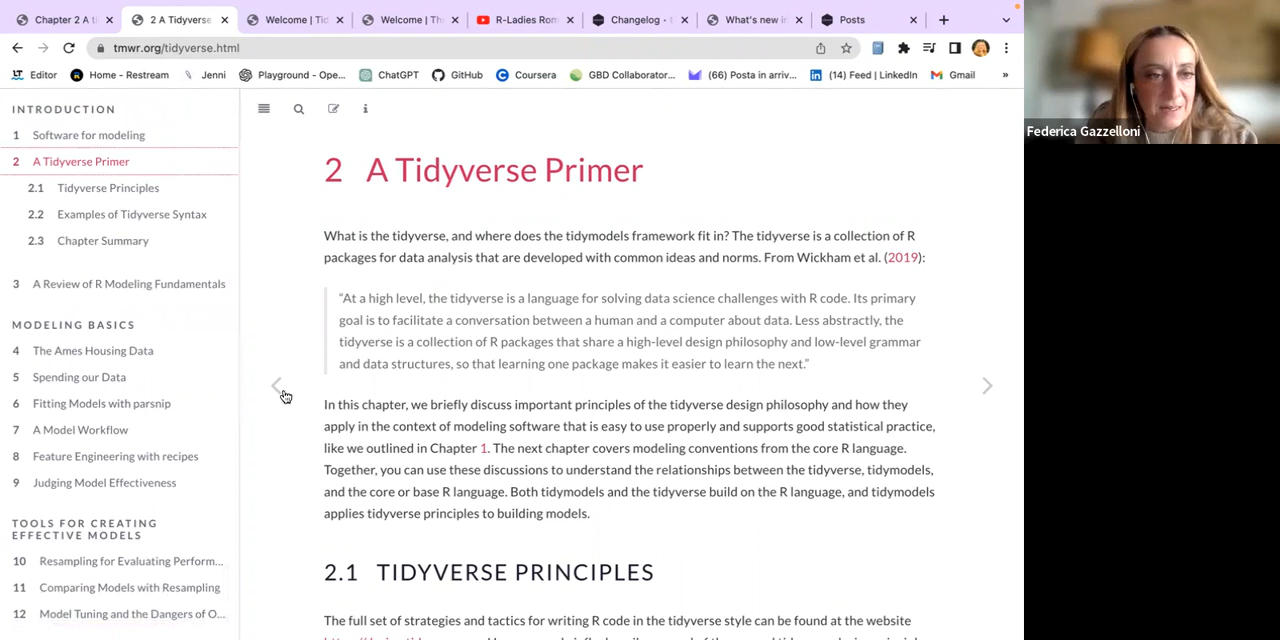 Chapter 2 A ti
2 A Tidyverse
Welcome | Tid
Welcome | Th
R-Ladies Rom
Changelog -
What's new in
Posts
tmwr.org/tidyverse.html
Editor
Home - Restream
Jenni
Playground - Ope...
ChatGPT
GitHub
Coursera
GBD Collaborator...
(66) Posta in arriv...
(14) Feed | LinkedIn
Gmail
»
INTRODUCTION
1 Software for modeling
2 A Tidyverse Primer
2.1 Tidyverse Principles
2.2 Examples of Tidyverse Syntax
2.3 Chapter Summary
3 A Review of R Modeling Fundamentals
MODELING BASICS
4 The Ames Housing Data
5 Spending our Data
6 Fitting Models with parsnip
7 A Model Workflow
8 Feature Engineering with recipes
9 Judging Model Effectiveness
TOOLS FOR CREATING
EFFECTIVE MODELS
10 Resampling for Evaluating Perform...
11 Comparing Models with Resampling
12 Model Tuning and the Dangers of O...
2 A Tidyverse Primer
What is the tidyverse, and where does the tidymodels framework fit in? The tidyverse is a collection of R
packages for data analysis that are developed with common ideas and norms. From Wickham et al. (2019):
“At a high level, the tidyverse is a language for solving data science challenges with R code. Its primary
goal is to facilitate a conversation between a human and a computer about data. Less abstractly, the
tidyverse is a collection of R packages that share a high-level design philosophy and low-level grammar
and data structures, so that learning one package makes it easier to learn the next.”
In this chapter, we briefly discuss important principles of the tidyverse design philosophy and how they
apply in the context of modeling software that is easy to use properly and supports good statistical practice,
like we outlined in Chapter 1. The next chapter covers modeling conventions from the core R language.
Together, you can use these discussions to understand the relationships between the tidyverse, tidymodels,
and the core or base R language. Both tidymodels and the tidyverse build on the R language, and tidymodels
applies tidyverse principles to building models.
2.1 TIDYVERSE PRINCIPLES
The full set of strategies and tactics for writing R code in the tidyverse style can be found at the website
Federica Gazzelloni